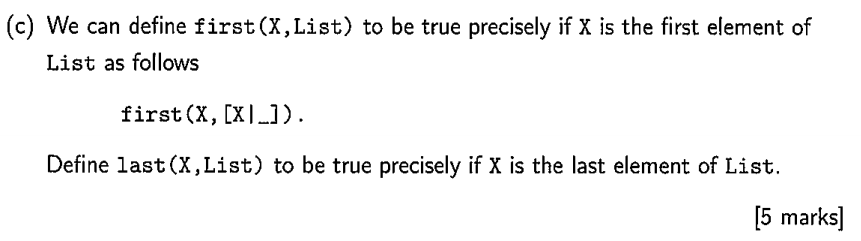 (c) We can define first(X,List) to be true precisely if X is the first element of
List as follows
first(X,[X|_]).
Define last(X,List) to be true precisely if X is the last element of List.
[5 marks]